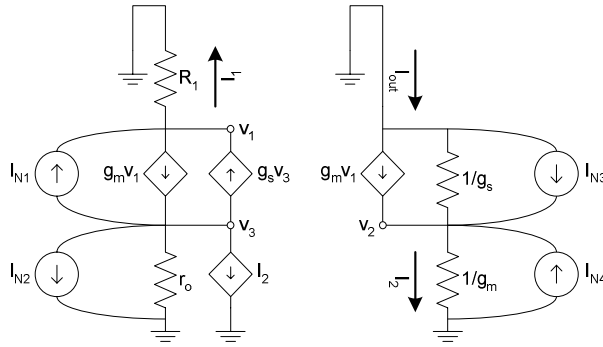 R1
I1
Iout
v1
IN1
gmv1
gsv3
gmv1
1/gs
IN3
v3
v2
IN2
ro
I2
I2
1/gm
IN4